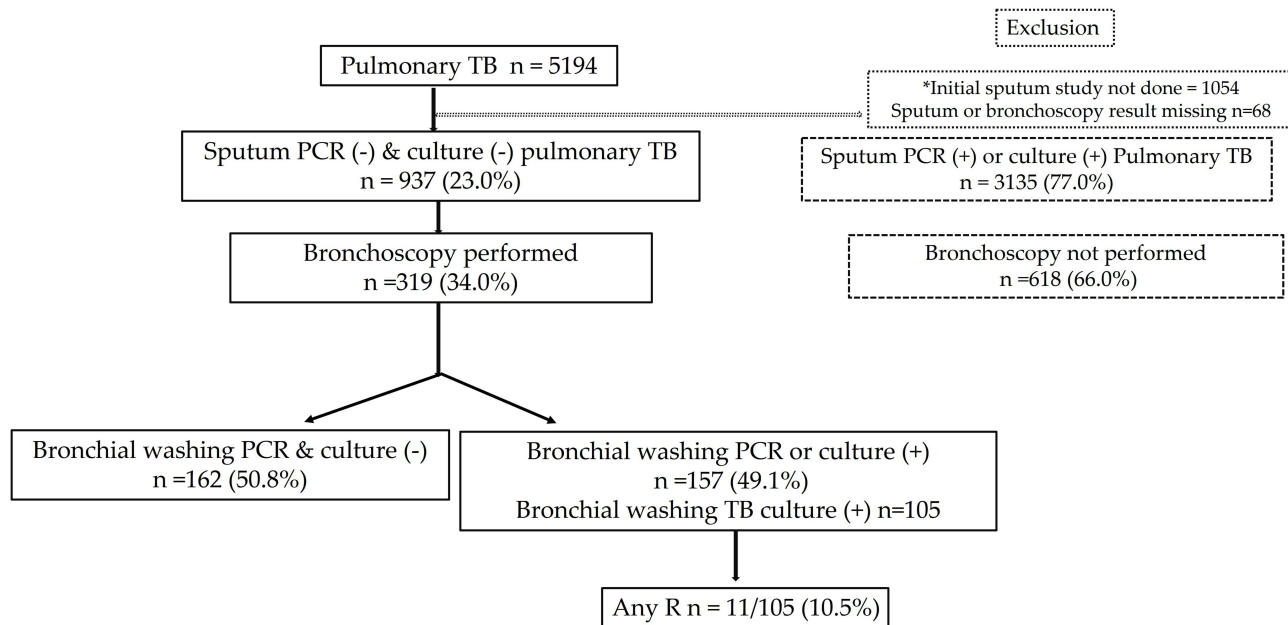 Exclusion
Pulmonary TB n = 5194
*Initial sputum study not done = 1054
Sputum or bronchoscopy result missing n=68
Sputum PCR (-) & culture (-) pulmonary TB
n = 937 (23.0%)
Sputum PCR (+) or culture (+) Pulmonary TB
n = 3135 (77.0%)
Bronchoscopy performed
n =319 (34.0%)
Bronchoscopy not performed
n =618 (66.0%)
Bronchial washing PCR & culture (-)
n =162 (50.8%)
Bronchial washing PCR or culture (+)
n =157 (49.1%)
Bronchial washing TB culture (+) n=105
Any R n = 11/105 (10.5%)